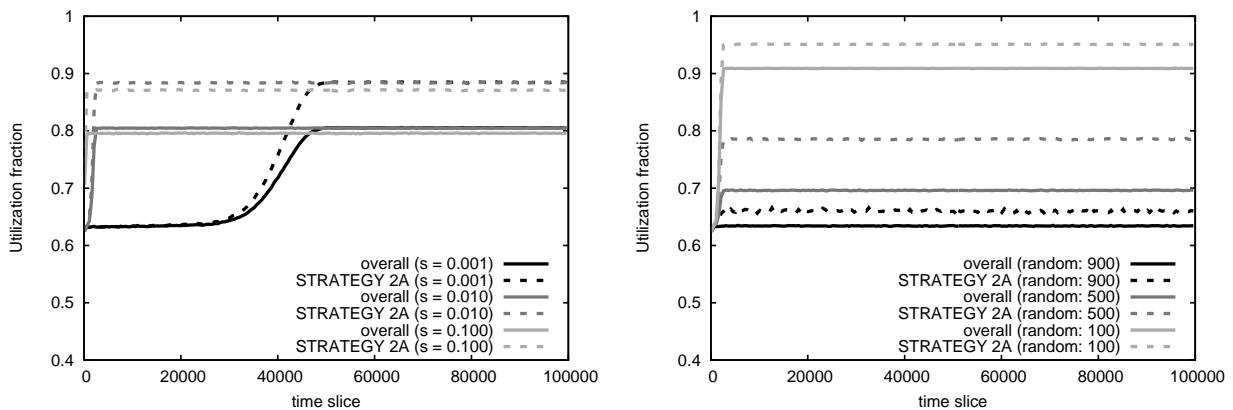 1
0.9
0.8
0.7
0.6
0.5
0.4
Utilization fraction
overall (s = 0.001)
STRATEGY 2A (s = 0.001)
overall (s = 0.010)
STRATEGY 2A (s = 0.010)
overall (s = 0.100)
STRATEGY 2A (s = 0.100)
0 20000 40000 60000 80000 100000
time slice
1
0.9
0.8
0.7
0.6
0.5
0.4
Utilization fraction
overall (random: 900)
STRATEGY 2A (random: 900)
overall (random: 500)
STRATEGY 2A (random: 500)
overall (random: 100)
STRATEGY 2A (random: 100)
0 20000 40000 60000 80000 100000
time slice